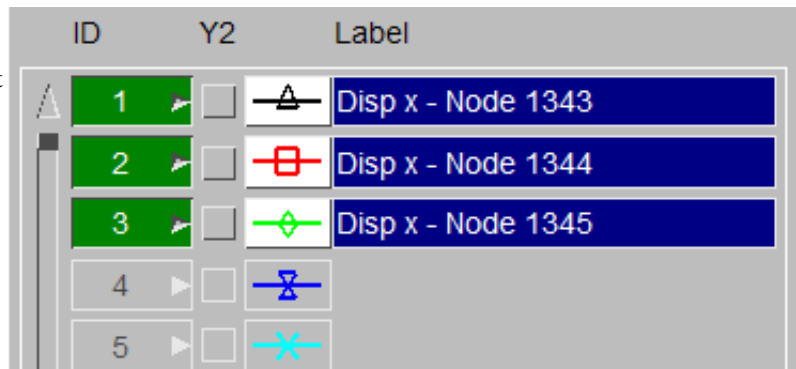 ID Y2 Label
1 Disp x - Node 1343
2 Disp x - Node 1344
3 Disp x - Node 1345
4
5